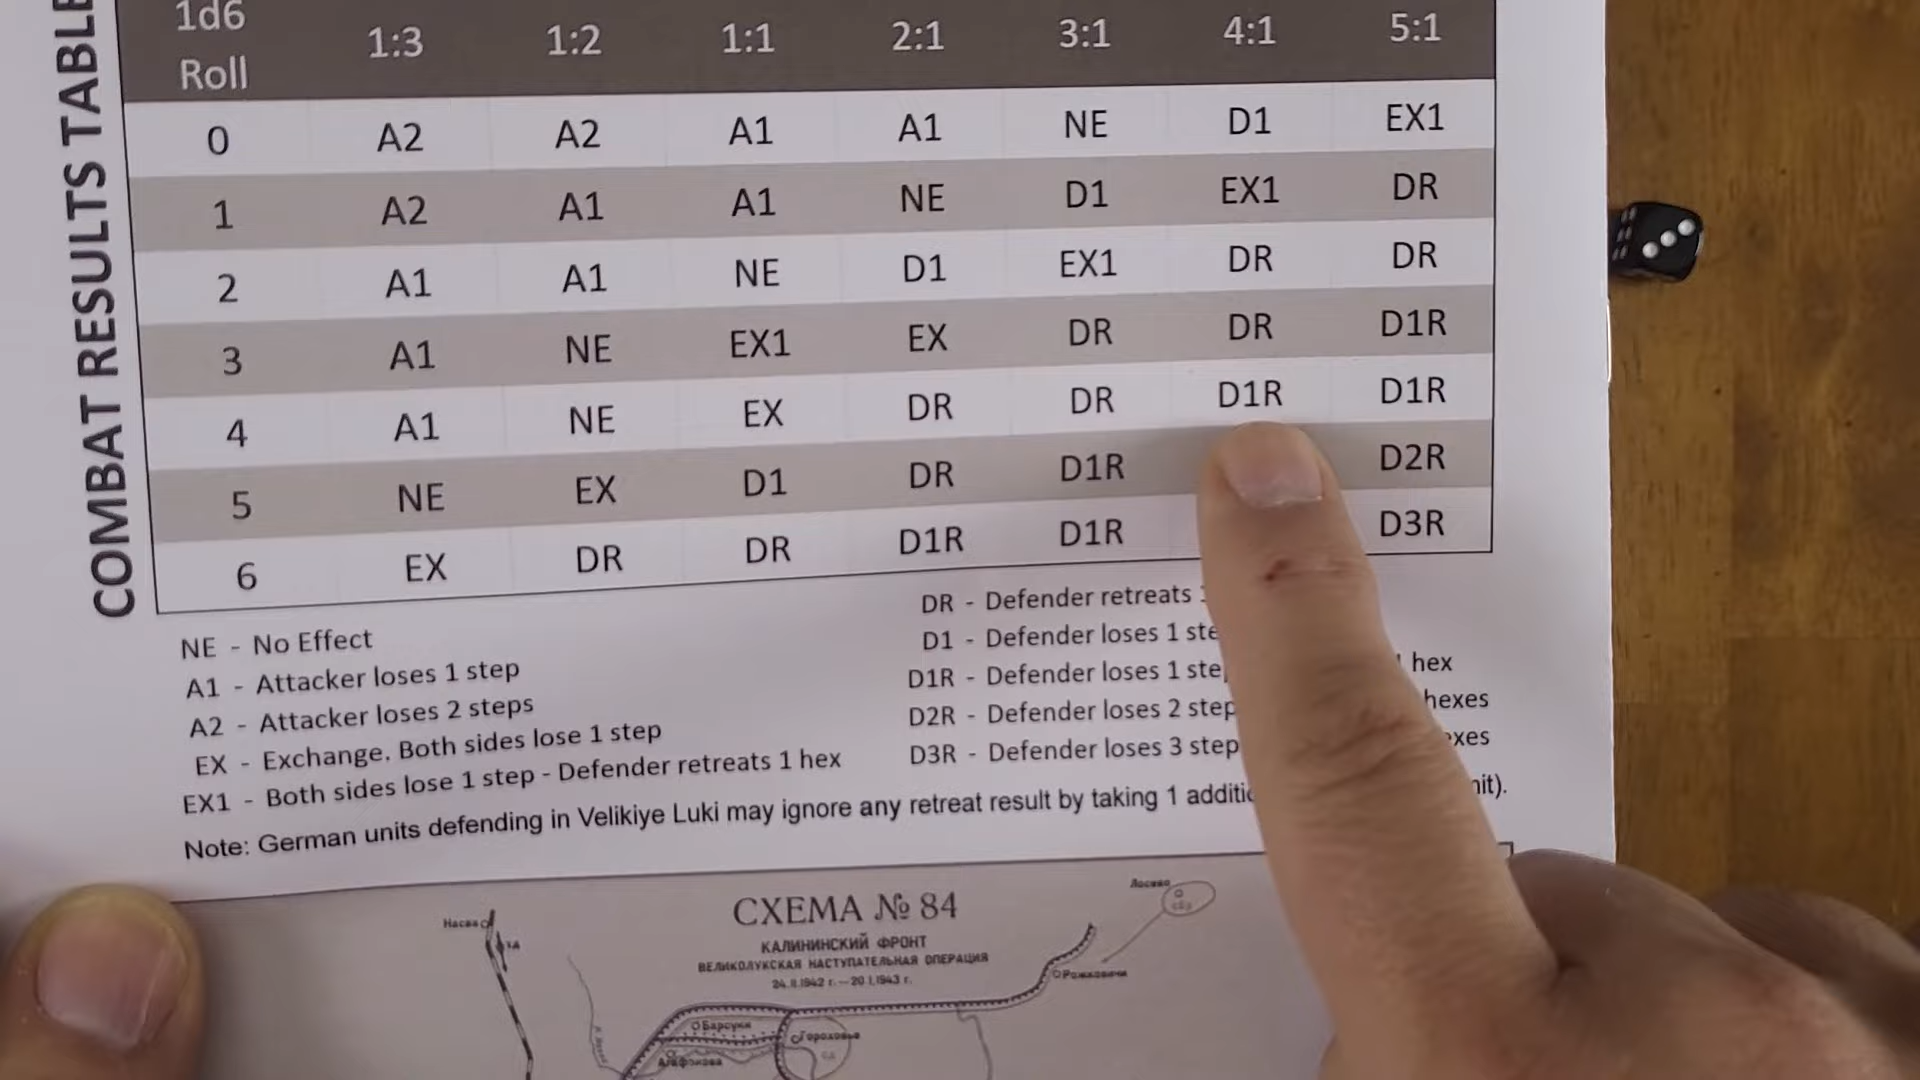 COMBAT RESULTS TABLE
1d6 Roll 1:3 1:2 1:1 2:1 3:1 4:1 5:1
0 A2 A2 A1 A1 NE D1 EX1
1 A2 A1 A1 NE D1 EX1 DR
2 A1 A1 NE D1 EX1 DR DR
3 A1 NE EX1 EX DR DR D1R
4 A1 NE EX DR DR D1R D1R
5 NE EX D1 DR D1R D2R
6 EX DR DR D1R D1R D3R
NE - No Effect
A1 - Attacker loses 1 step
A2 - Attacker loses 2 steps
EX - Exchange. Both sides lose 1 step
EX1 - Both sides lose 1 step - Defender retreats 1 hex
DR - Defender retreats
D1 - Defender loses 1
D1R - Defender loses 1 hex
D2R - Defender loses 2 hexes
D3R - Defender loses 3
Note: German units defending in Velikiye Luki may ignore any retreat result by taking 1
СХЕМА № 84
КАЛИНИНСКИЙ ФРОНТ
ВЕЛИКОЛУКСКАЯ НАСТУПАТЕЛЬНАЯ ОПЕРАЦИЯ
24.II.1942 г.—20.I.1943 г.
Насва
Барсуки